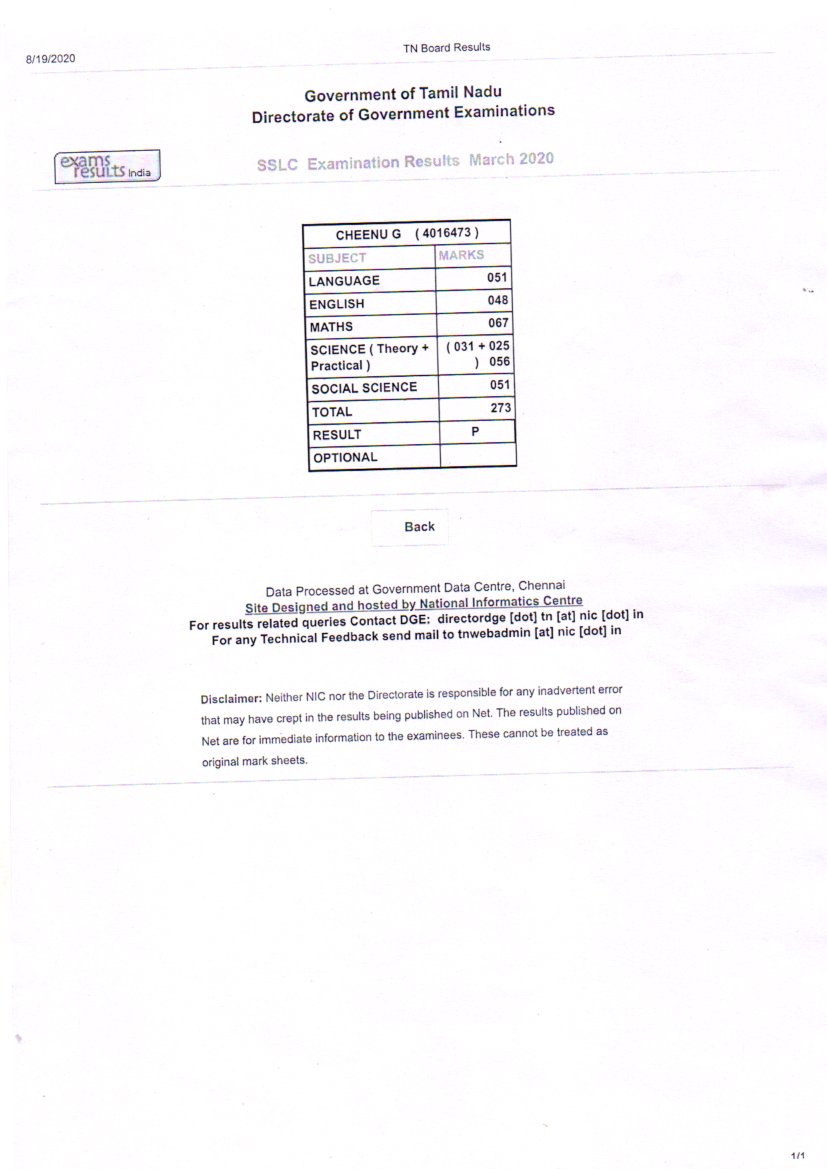 8/19/2020
TN Board Results
Government of Tamil Nadu
Directorate of Government Examinations
exams
results India
SSLC Examination Results March 2020
CHEENU G ( 4016473 )
SUBJECT MARKS
LANGUAGE 051
ENGLISH 048
MATHS 067
SCIENCE ( Theory + ( 031 + 025
Practical ) ) 056
SOCIAL SCIENCE 051
TOTAL 273
RESULT P
OPTIONAL
Back
Data Processed at Government Data Centre, Chennai
Site Designed and hosted by National Informatics Centre
For results related queries Contact DGE: directordge [dot] tn [at] nic [dot] in
For any Technical Feedback send mail to tnwebadmin [at] nic [dot] in
Disclaimer: Neither NIC nor the Directorate is responsible for any inadvertent error
that may have crept in the results being published on Net. The results published on
Net are for immediate information to the examinees. These cannot be treated as
original mark sheets.
1/1